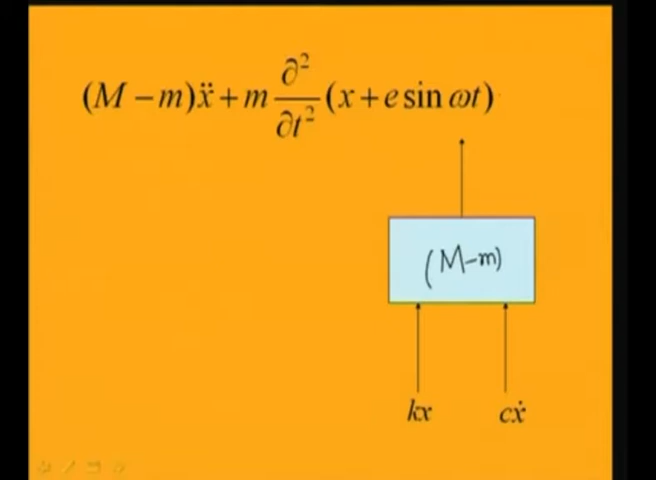 (M − m)ẍ + m ∂²/∂t² (x + e sin ωt)
(M-m)
kx cẋ